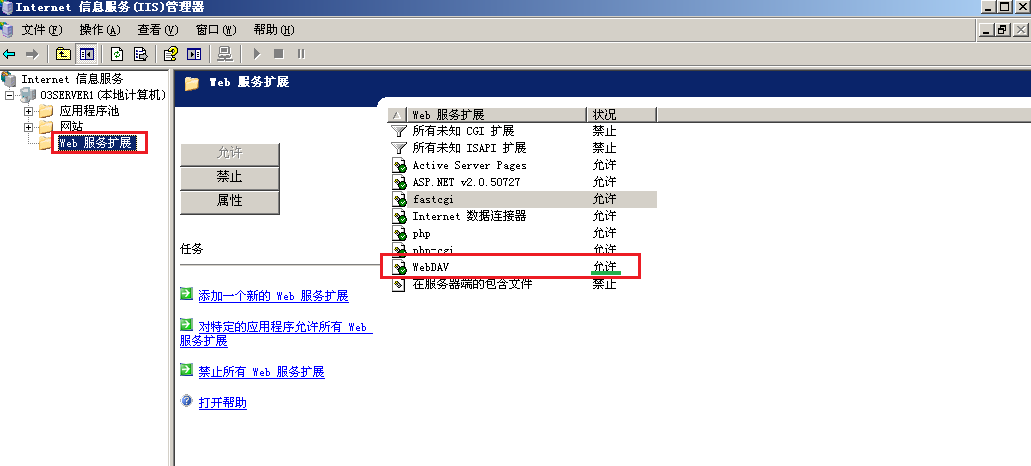 Internet 信息服务(IIS)管理器
文件(F) 操作(A) 查看(V) 窗口(W) 帮助(H)
Internet 信息服务
03SERVER1(本地计算机)
应用程序池
网站
Web 服务扩展
Web 服务扩展
允许
禁止
属性
任务
添加一个新的 Web 服务扩展
对特定的应用程序允许所有 Web
服务扩展
禁止所有 Web 服务扩展
打开帮助
Web 服务扩展 状况
所有未知 CGI 扩展 禁止
所有未知 ISAPI 扩展 禁止
Active Server Pages 允许
ASP.NET v2.0.50727 允许
fastcgi 允许
Internet 数据连接器 允许
php 允许
php-cgi 允许
WebDAV 允许
在服务器端的包含文件 禁止